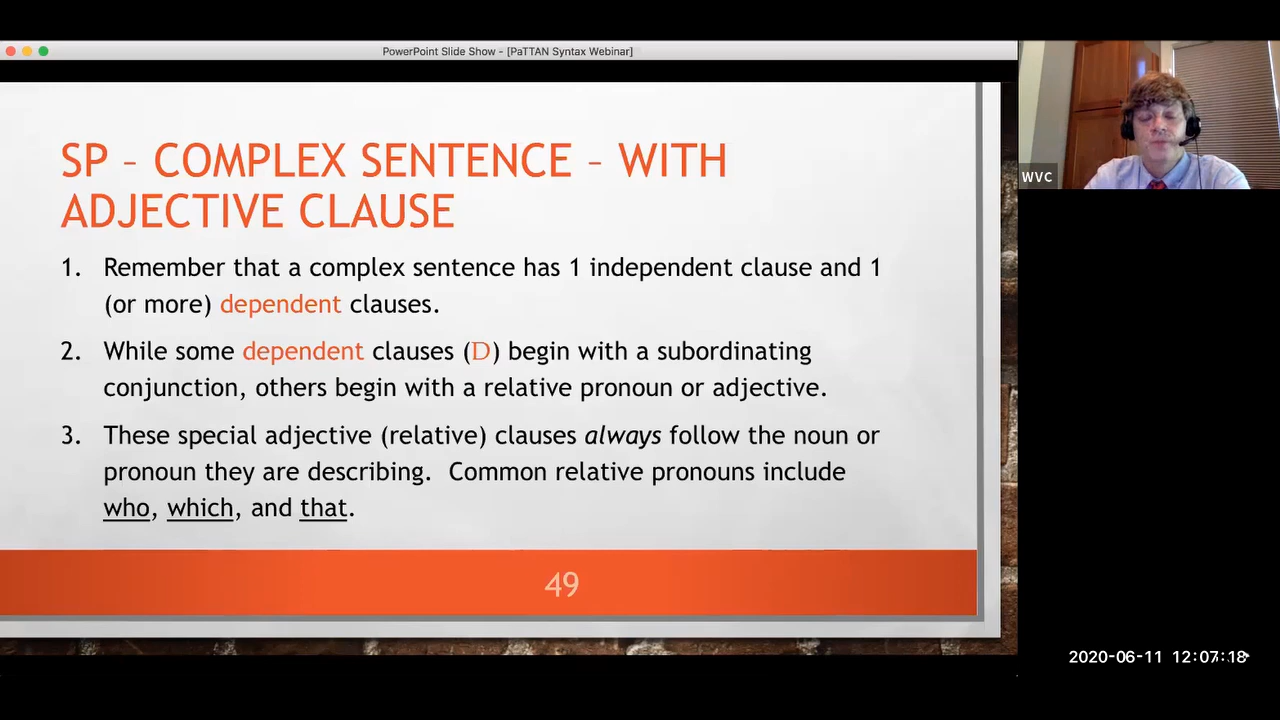 PowerPoint Slide Show - [PaTTAN Syntax Webinar]
SP – COMPLEX SENTENCE – WITH
ADJECTIVE CLAUSE
1. Remember that a complex sentence has 1 independent clause and 1
(or more) dependent clauses.
2. While some dependent clauses (D) begin with a subordinating
conjunction, others begin with a relative pronoun or adjective.
3. These special adjective (relative) clauses always follow the noun or
pronoun they are describing. Common relative pronouns include
who, which, and that.
49
WVC
2020-06-11 12:07:18